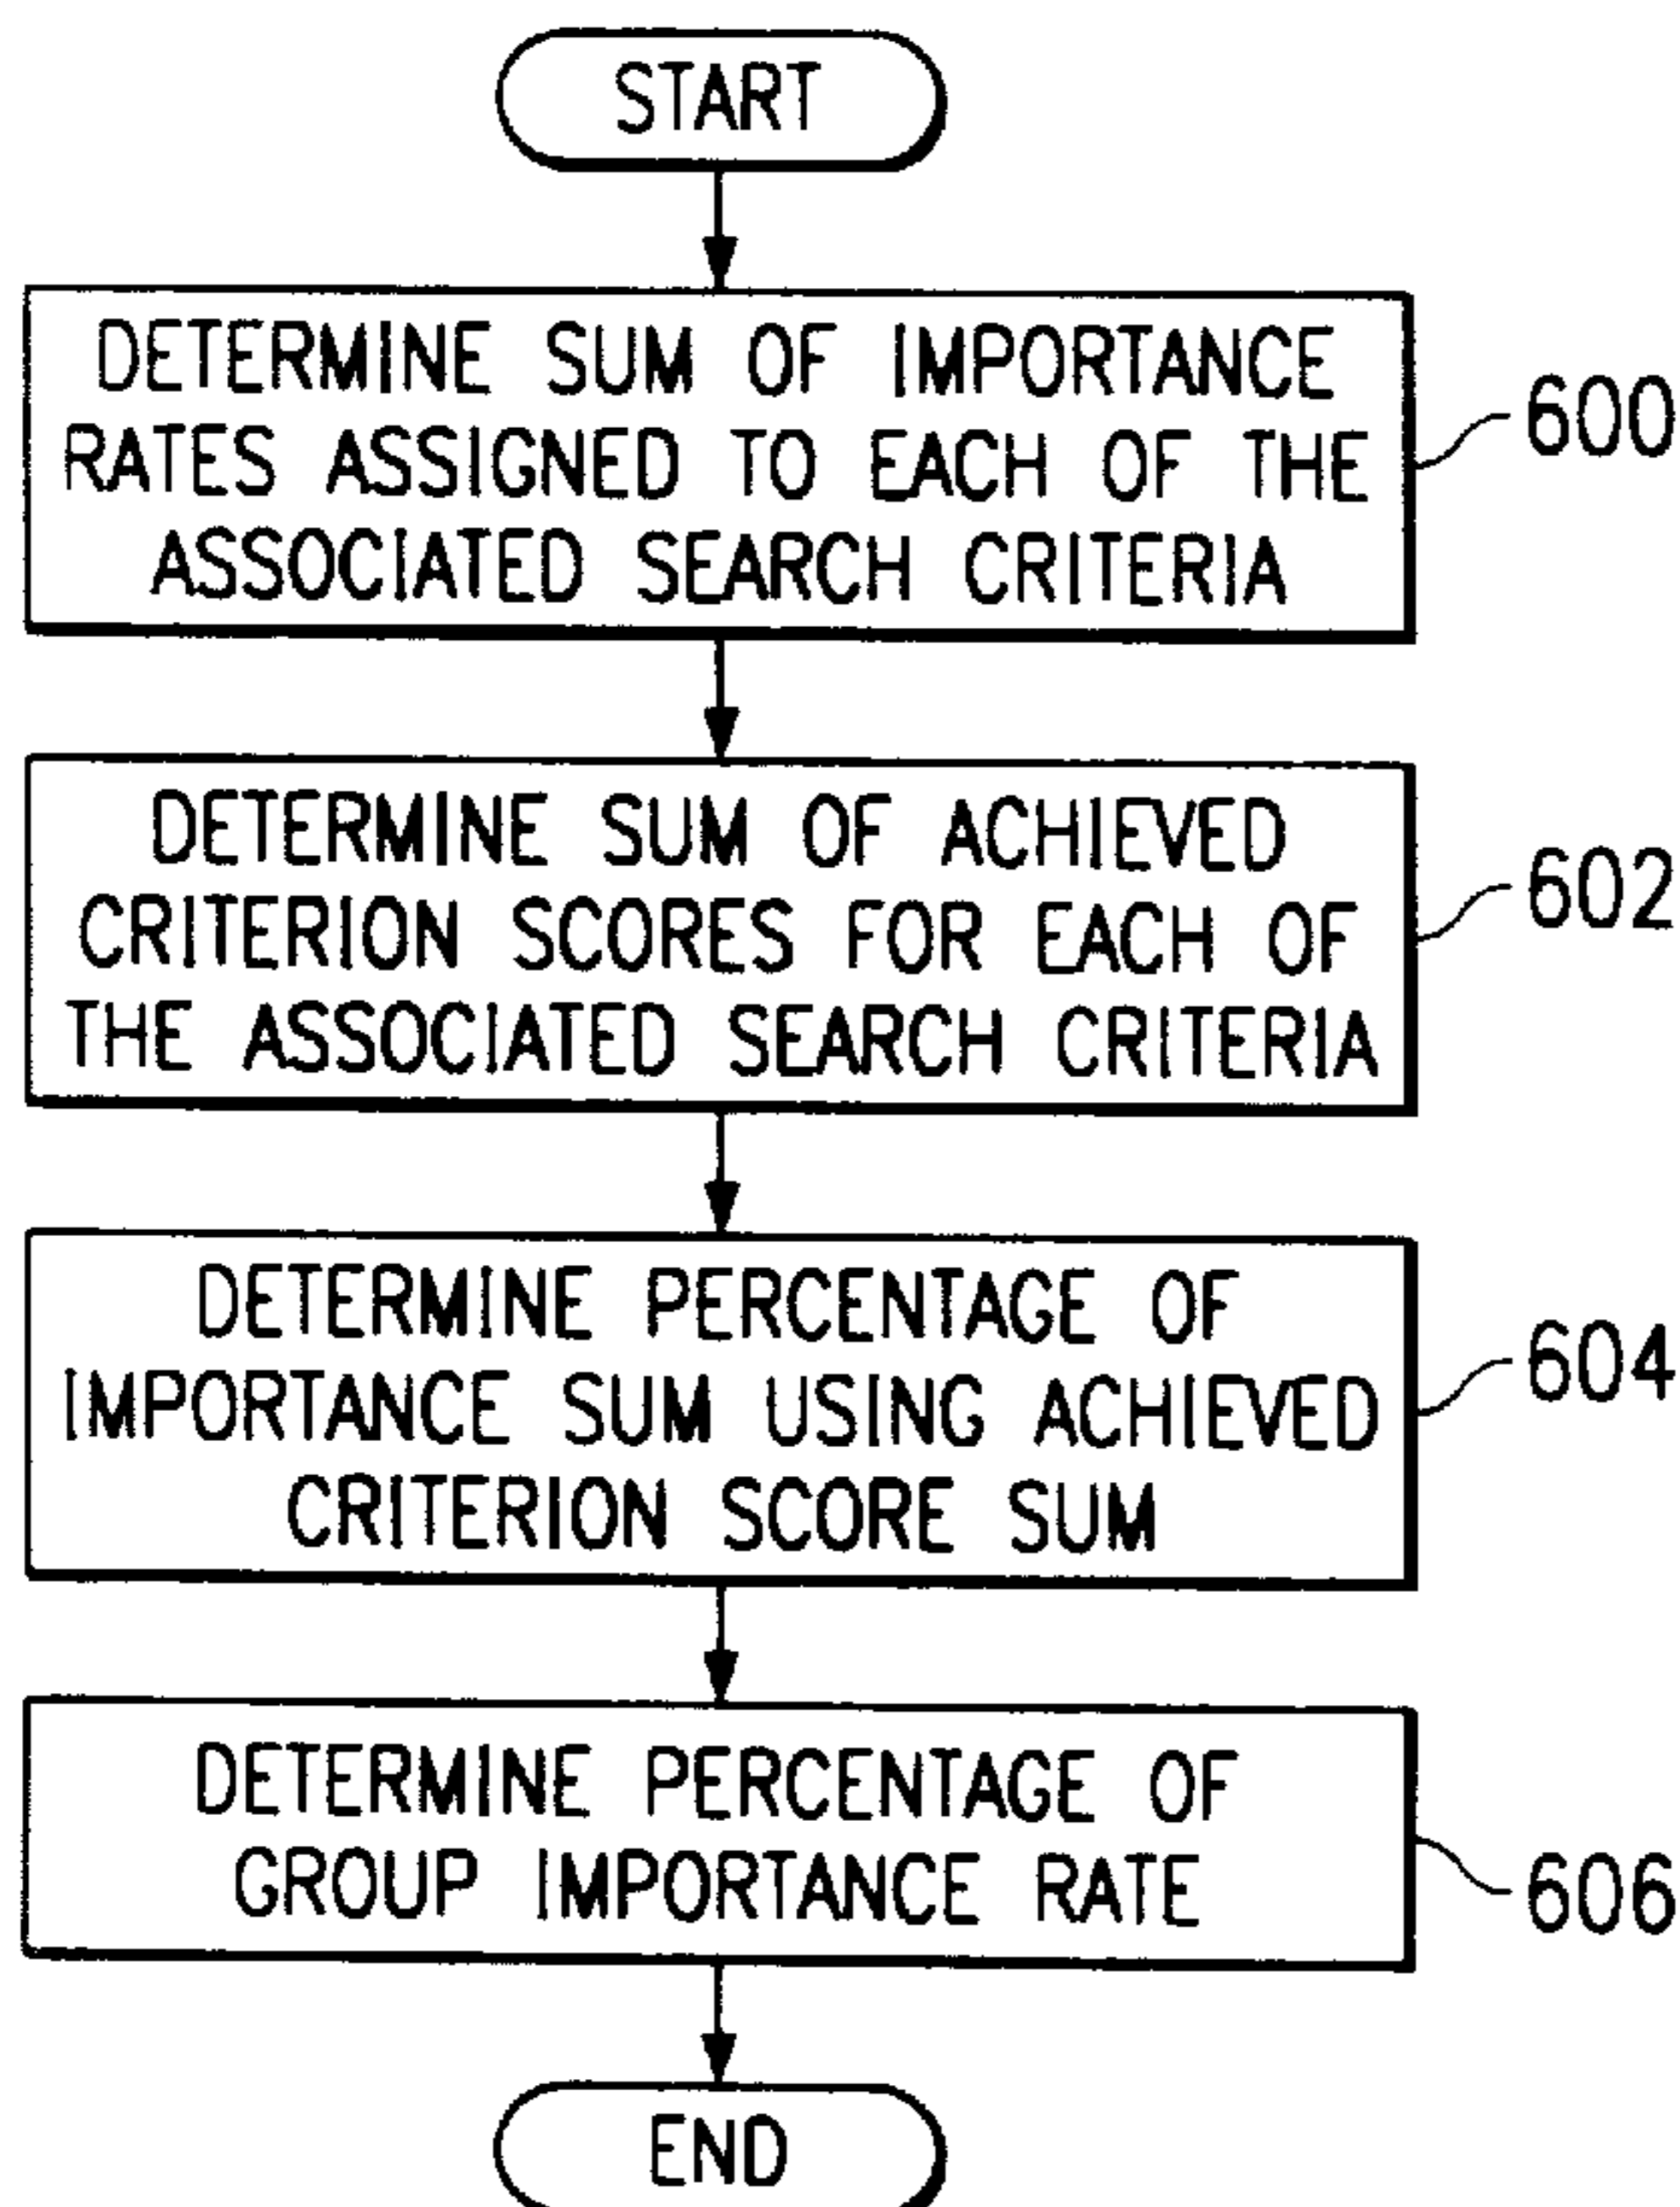 START
DETERMINE SUM OF IMPORTANCE
RATES ASSIGNED TO EACH OF THE
ASSOCIATED SEARCH CRITERIA
600
DETERMINE SUM OF ACHIEVED
CRITERION SCORES FOR EACH OF
THE ASSOCIATED SEARCH CRITERIA
602
DETERMINE PERCENTAGE OF
IMPORTANCE SUM USING ACHIEVED
CRITERION SCORE SUM
604
DETERMINE PERCENTAGE OF
GROUP IMPORTANCE RATE
606
END